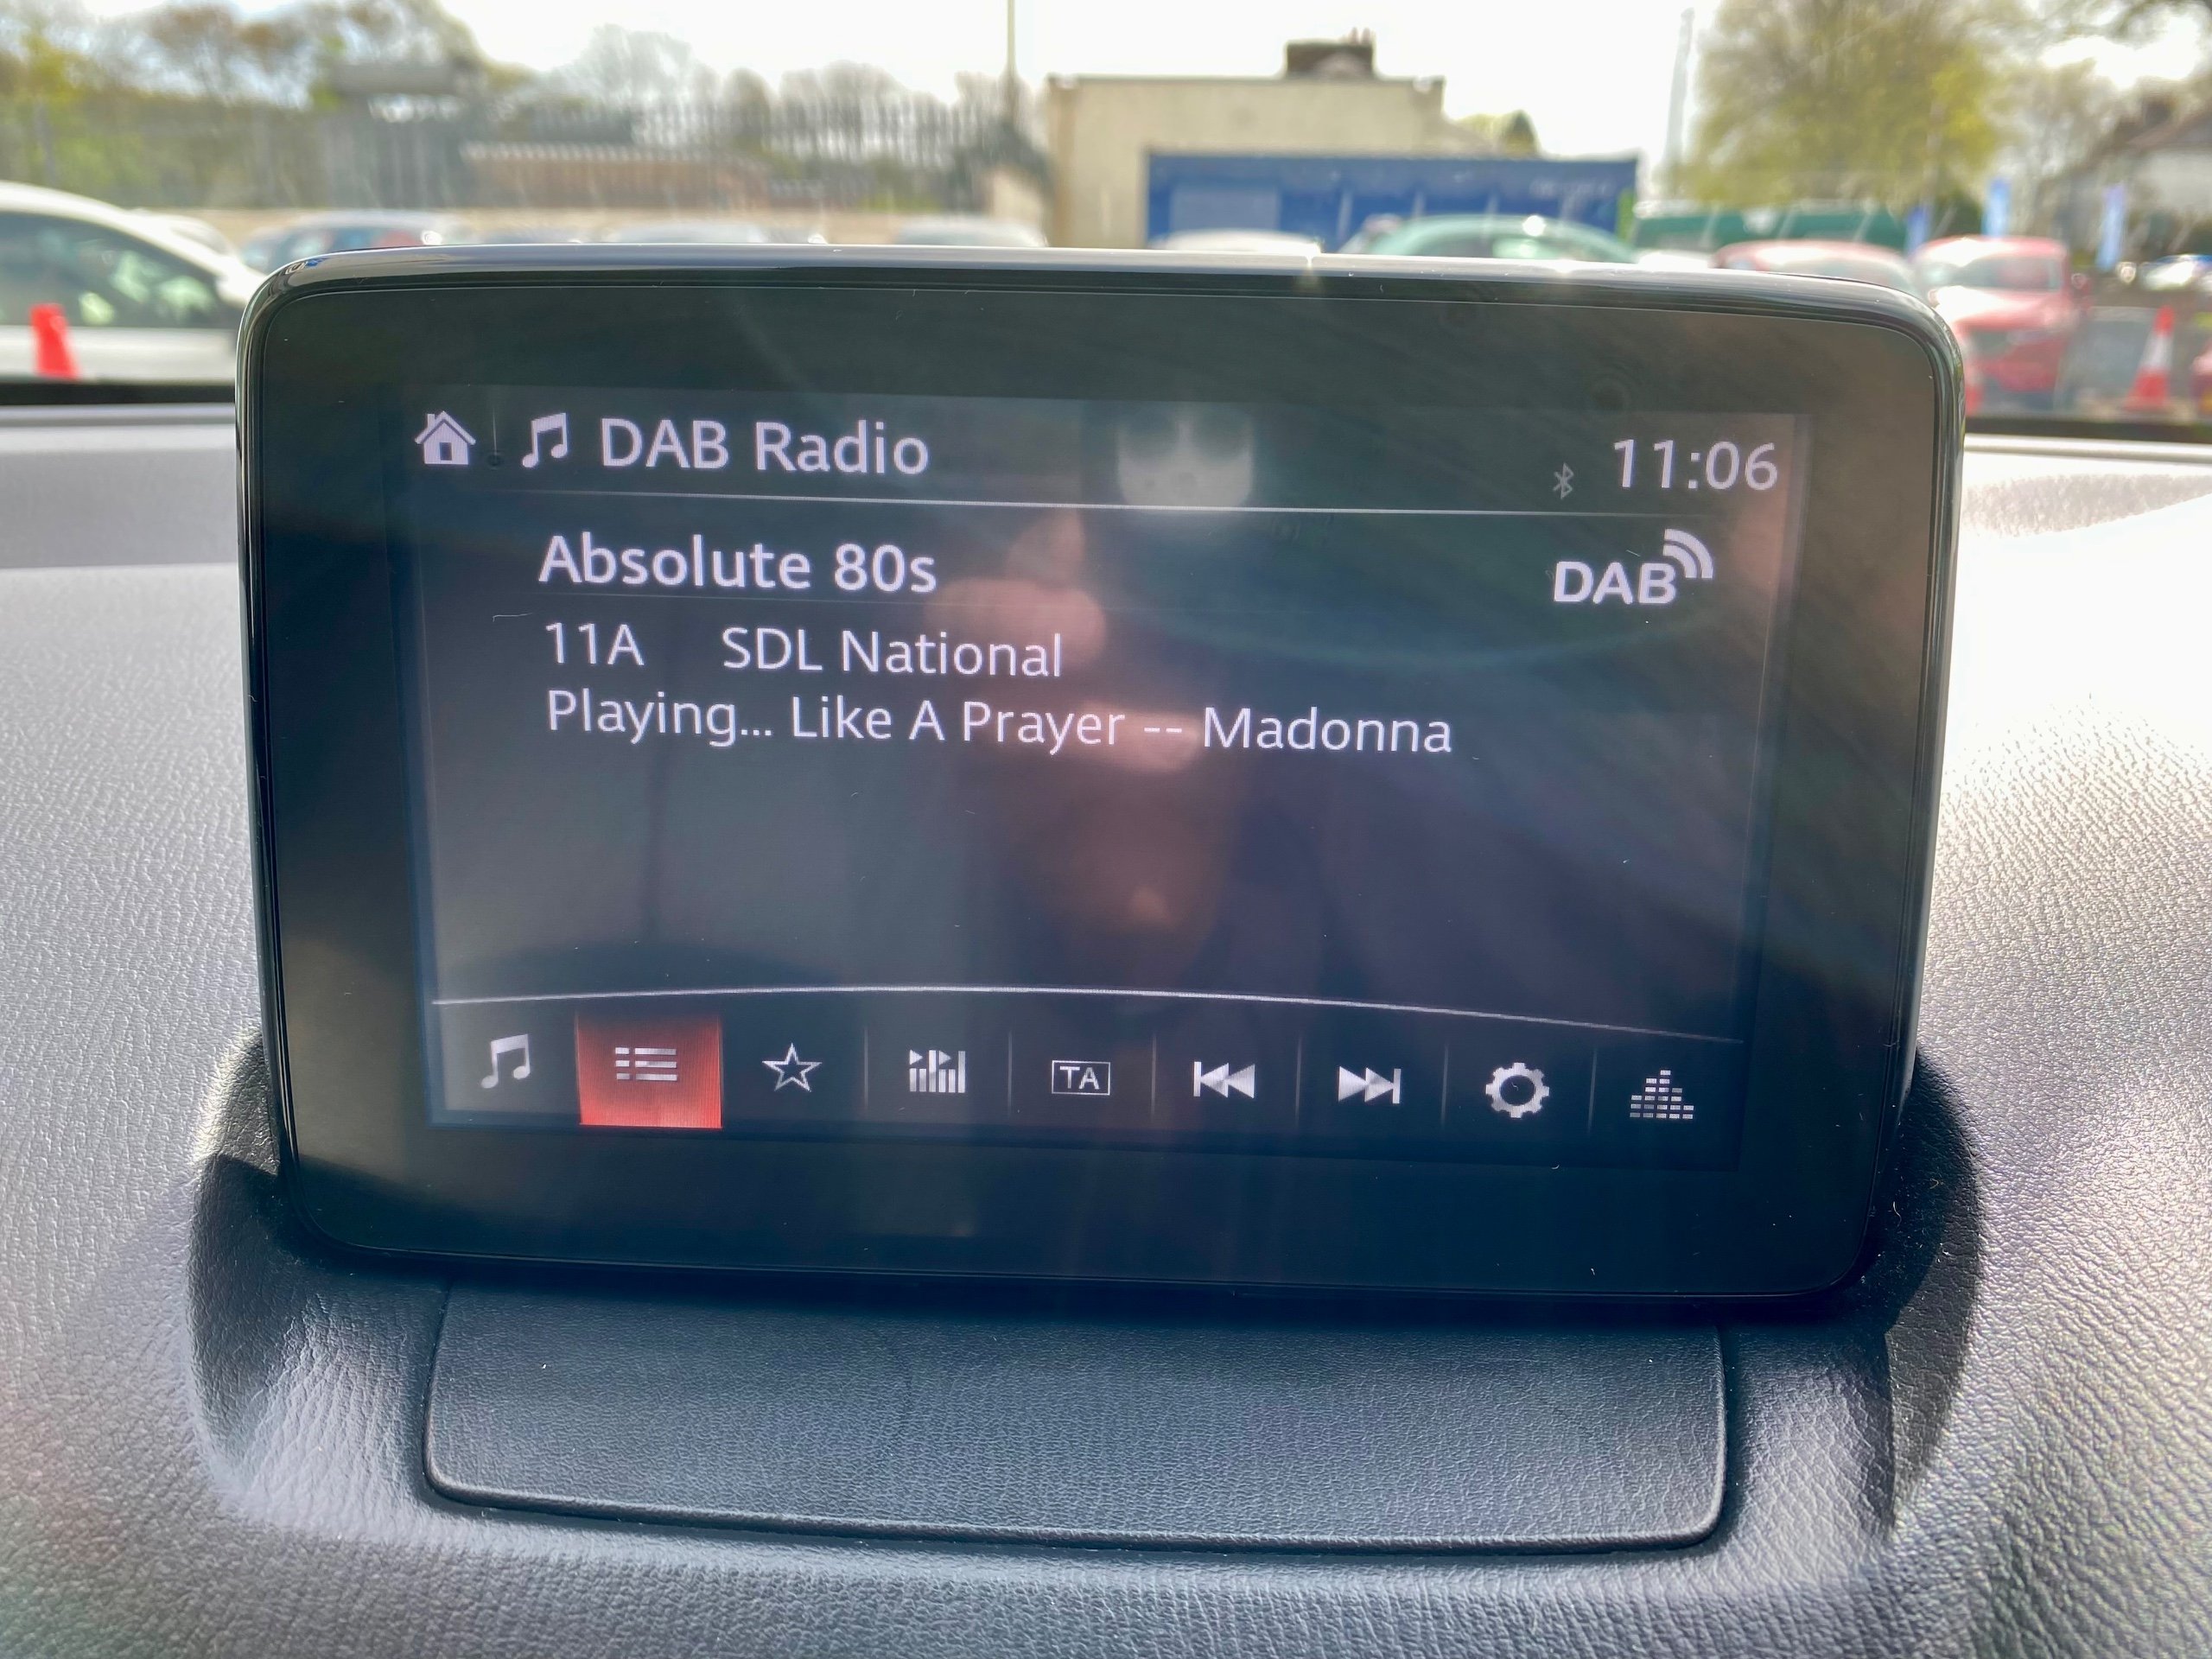 DAB Radio
11:06
Absolute 80s
DAB
11A SDL National
Playing... Like A Prayer -- Madonna
TA